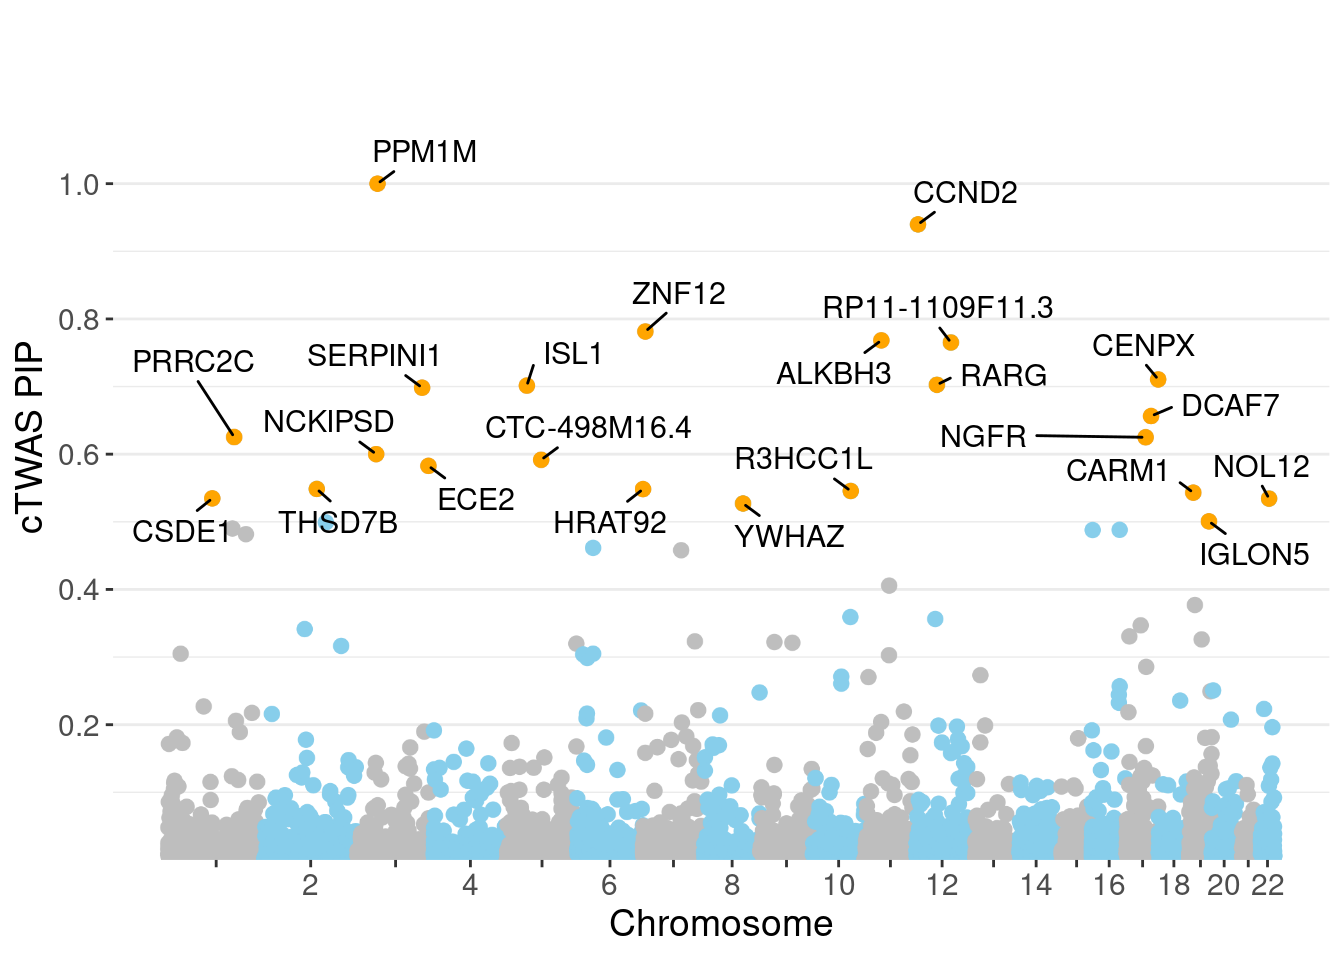 PPM1M
1.0
CCND2
ZNF12
RP11-1109F11.3
0.8
CENPX
SERPINI1
ISL1
PRRC2C
ALKBH3
RARG
DCAF7
NCKIPSD
CTC-498M16.4
NGFR
0.6
R3HCC1L
CARM1
NOL12
ECE2
CSDE1
THSD7B
HRAT92
YWHAZ
IGLON5
cTWAS PIP
0.4
0.2
2 4 6 8 10 12 14 16 18 20 22
Chromosome